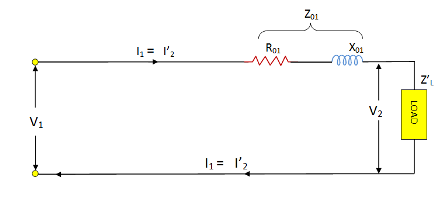 Z₀₁
I₁ = I'₂
R₀₁
X₀₁
Z'L
V₁
V₂
LOAD
I₁ = I'₂